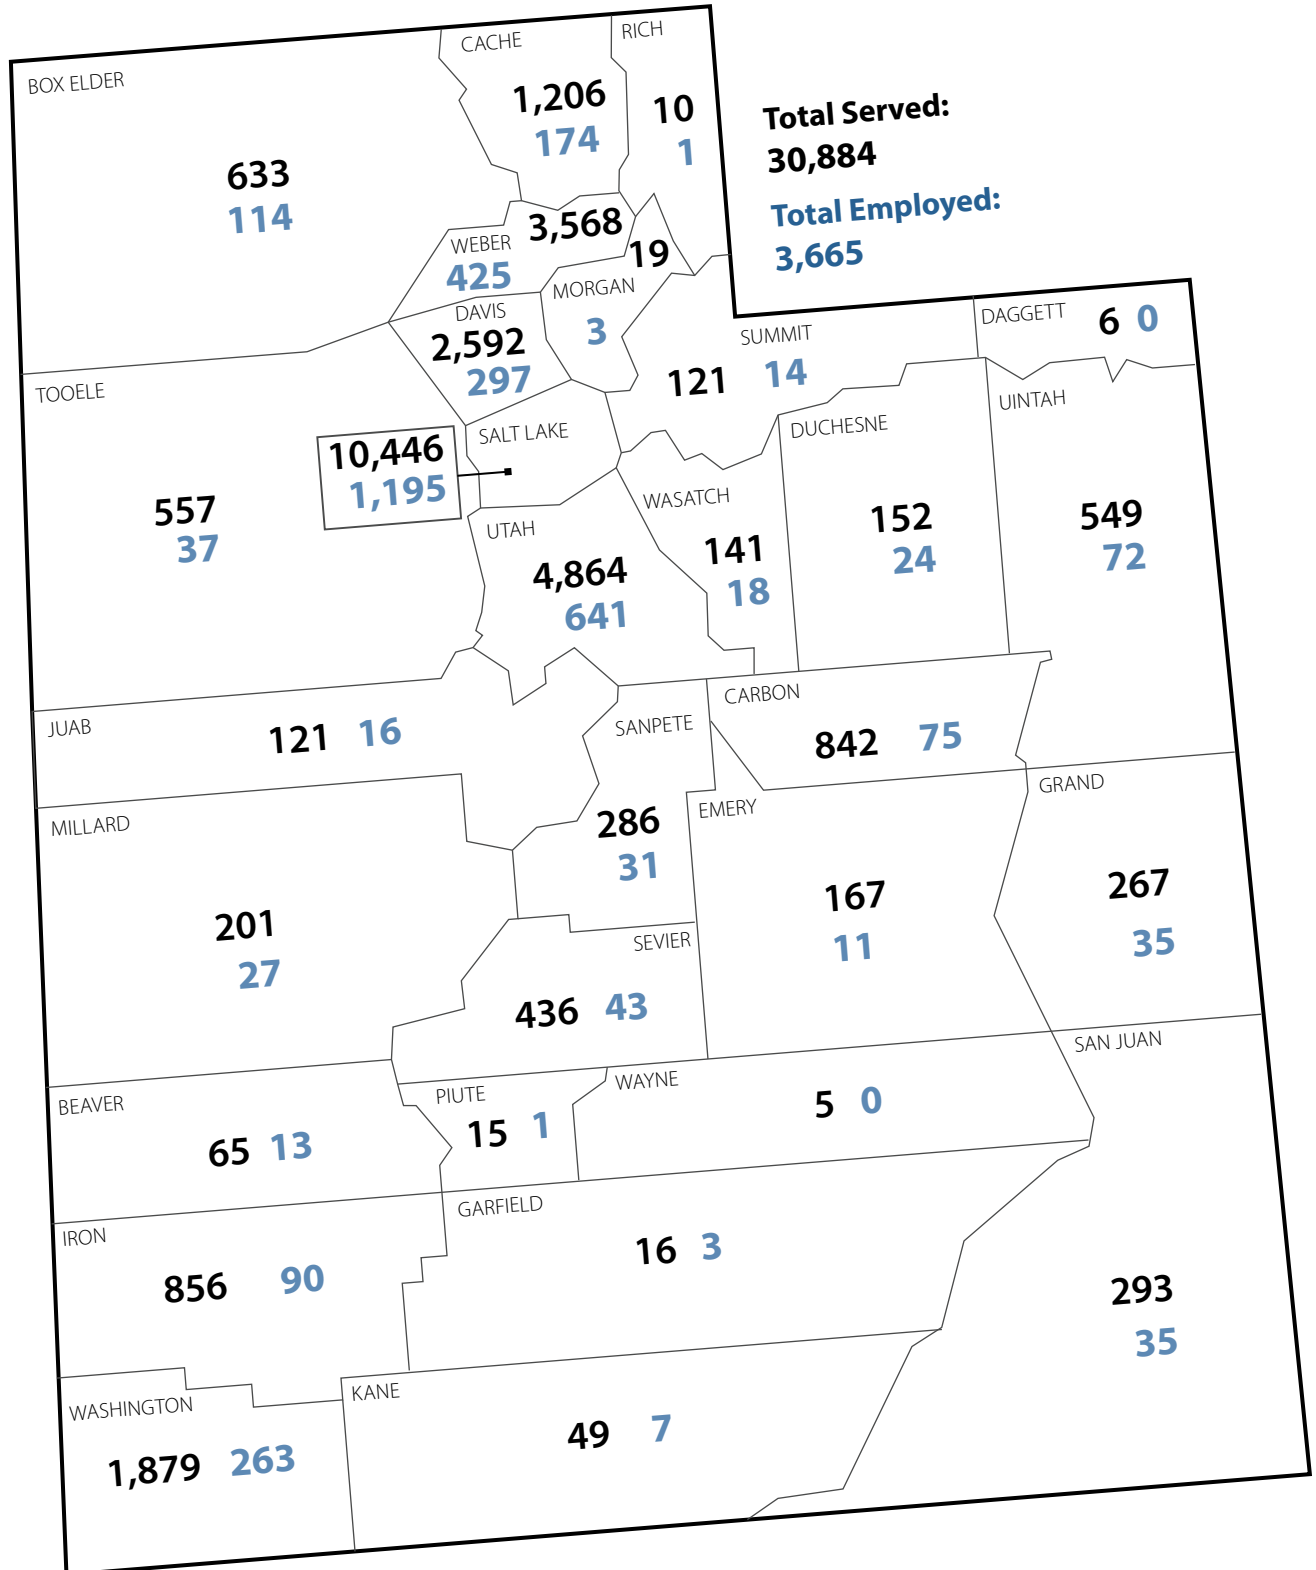 CACHE
1,206
174
RICH
10
1
BOX ELDER
633
114
Total Served:
30,884
Total Employed:
3,665
WEBER
3,568
425
19
MORGAN
3
DAVIS
2,592
297
SUMMIT
121 14
DAGGETT 6 0
TOOELE
557
37
SALT LAKE
10,446
1,195
DUCHESNE
152
24
UINTAH
549
72
WASATCH
141
18
UTAH
4,864
641
JUAB
121 16
SANPETE
286
31
CARBON
842 75
MILLARD
201
27
EMERY
167
11
GRAND
267
35
SEVIER
436 43
BEAVER
65 13
PIUTE
15 1
WAYNE
5 0
SAN JUAN
293
35
IRON
856 90
GARFIELD
16 3
WASHINGTON
1,879 263
KANE
49 7